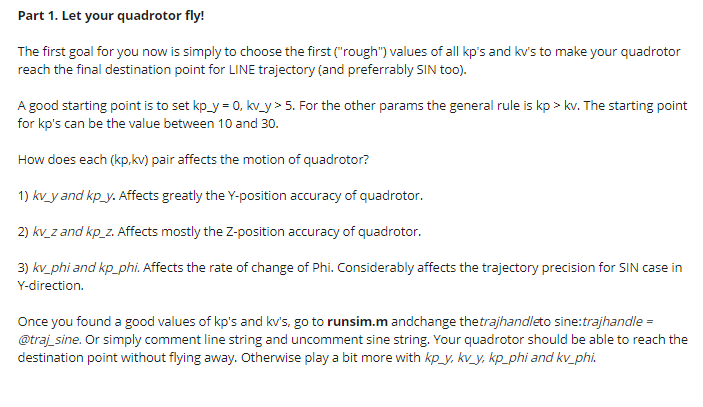 Part 1. Let your quadrotor fly!
The first goal for you now is simply to choose the first ("rough") values of all kp's and kv's to make your quadrotor
reach the final destination point for LINE trajectory (and preferrably SIN too).
A good starting point is to set kp_y = 0, kv_y > 5. For the other params the general rule is kp > kv. The starting point
for kp's can be the value between 10 and 30.
How does each (kp,kv) pair affects the motion of quadrotor?
1) kv_y and kp_y. Affects greatly the Y-position accuracy of quadrotor.
2) kv_z and kp_z. Affects mostly the Z-position accuracy of quadrotor.
3) kv_phi and kp_phi. Affects the rate of change of Phi. Considerably affects the trajectory precision for SIN case in
Y-direction.
Once you found a good values of kp's and kv's, go to runsim.m andchange thetrajhandleto sine:trajhandle =
@traj_sine. Or simply comment line string and uncomment sine string. Your quadrotor should be able to reach the
destination point without flying away. Otherwise play a bit more with kp_y, kv_y, kp_phi and kv_phi.